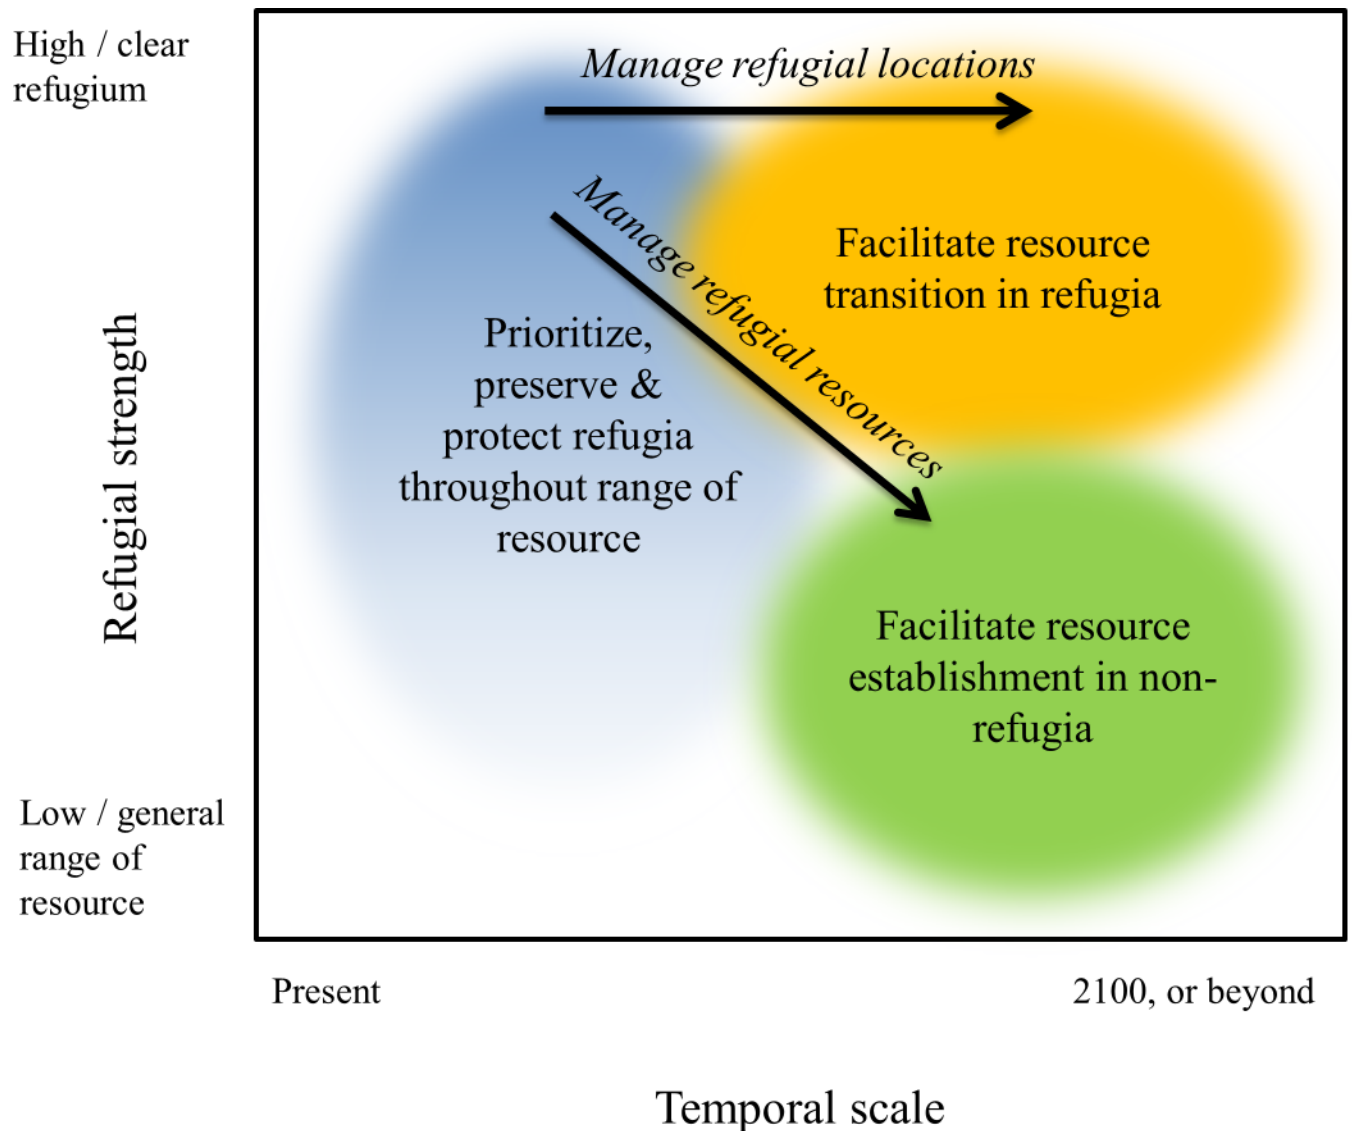 High / clear
refugium
Manage refugial locations
Manage refugial resources
Facilitate resource
transition in refugia
Prioritize,
preserve &
protect refugia
throughout range of
resource
Facilitate resource
establishment in non-
refugia
Refugial strength
Low / general
range of
resource
Present
2100, or beyond
Temporal scale